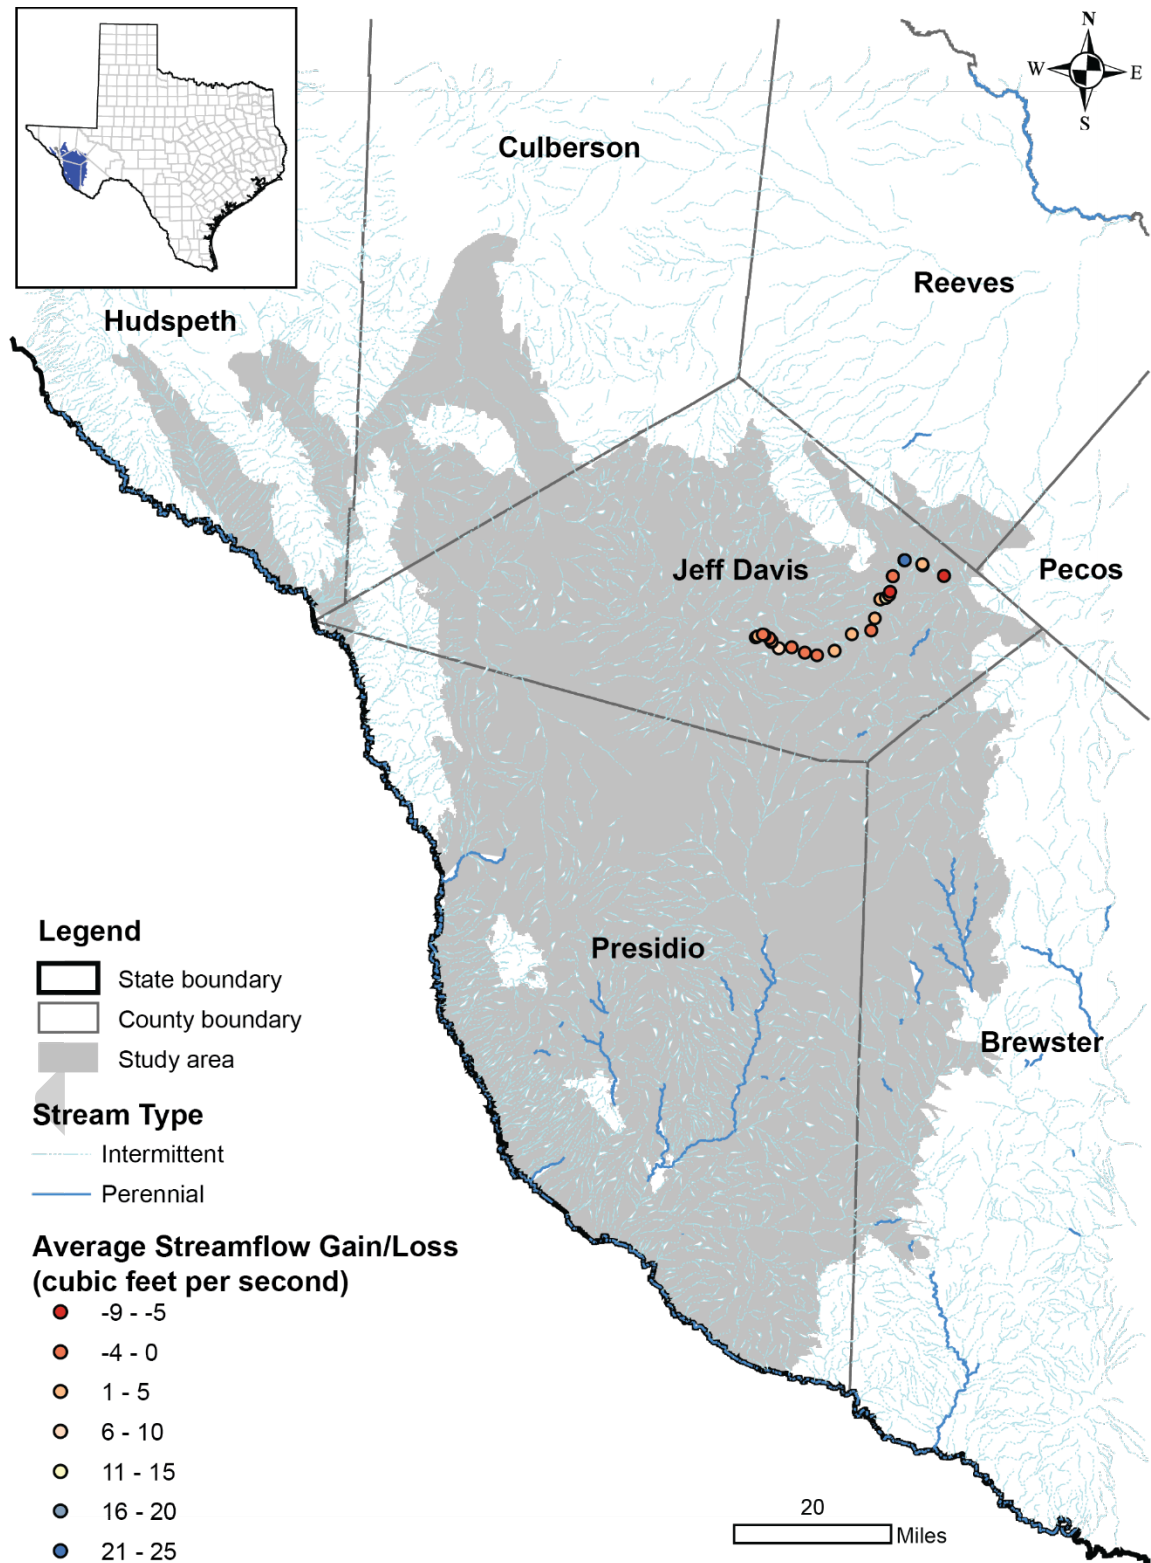 N
W E
S
Culberson
Reeves
Hudspeth
Jeff Davis
Pecos
Presidio
Brewster
Legend
State boundary
County boundary
Study area
Stream Type
Intermittent
Perennial
Average Streamflow Gain/Loss
(cubic feet per second)
-9 - -5
-4 - 0
1 - 5
6 - 10
11 - 15
16 - 20
21 - 25
20
Miles